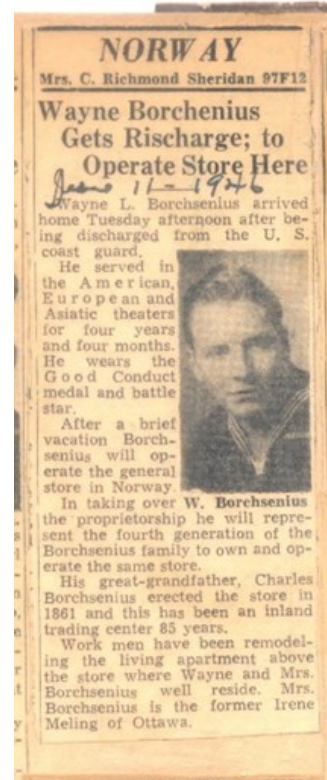 NORWAY
Mrs. C. Richmond Sheridan 97F12
Wayne Borchenius
Gets Rischarge; to
Operate Store Here
June 11-1946
Wayne L. Borchsenius arrived
home Tuesday afternoon after be-
ing discharged from the U. S.
coast guard.
He served in
the American,
European and
Asiatic theaters
for four years
and four months.
He wears the
Good Conduct
medal and battle
star.
After a brief
vacation Borch-
senius will op-
erate the general
store in Norway.
In taking over
W. Borchsenius
the proprietorship he will repre-
sent the fourth generation of the
Borchsenius family to own and op-
erate the same store.
His great-grandfather, Charles
Borchsenius erected the store in
1861 and this has been an inland
trading center 85 years.
Work men have been remodel-
ing the living apartment above
the store where Wayne and Mrs.
Borchsenius well reside. Mrs.
Borchsenius is the former Irene
Meling of Ottawa.